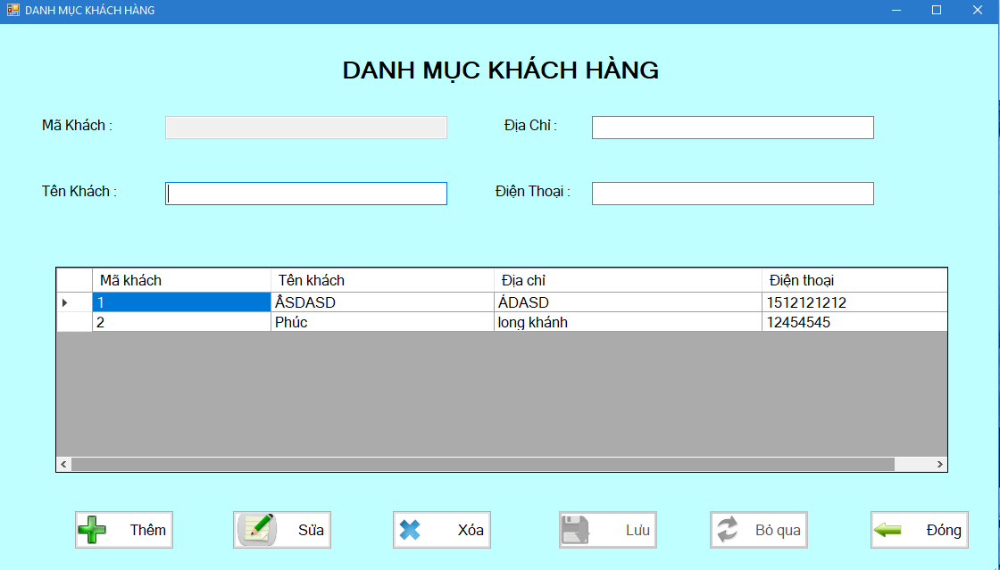 DANH MỤC KHÁCH HÀNG
DANH MỤC KHÁCH HÀNG
Mã Khách : Địa Chỉ :
Tên Khách : Điện Thoại :
Mã khách Tên khách Địa chỉ Điện thoại
1 ÂSDASD ÁDASD 1512121212
2 Phúc long khánh 12454545
Thêm Sửa Xóa Lưu Bỏ qua Đóng